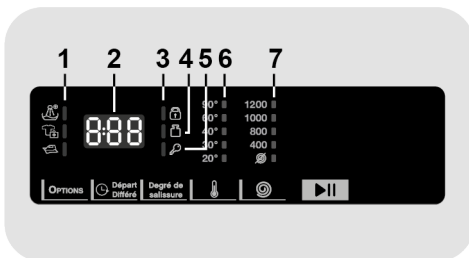 1 2 3 4 5 6 7
90° 1200
60° 1000
8:88
40° 800
30° 400
20°
OPTIONS
Départ
Différé
Degré de
salissure